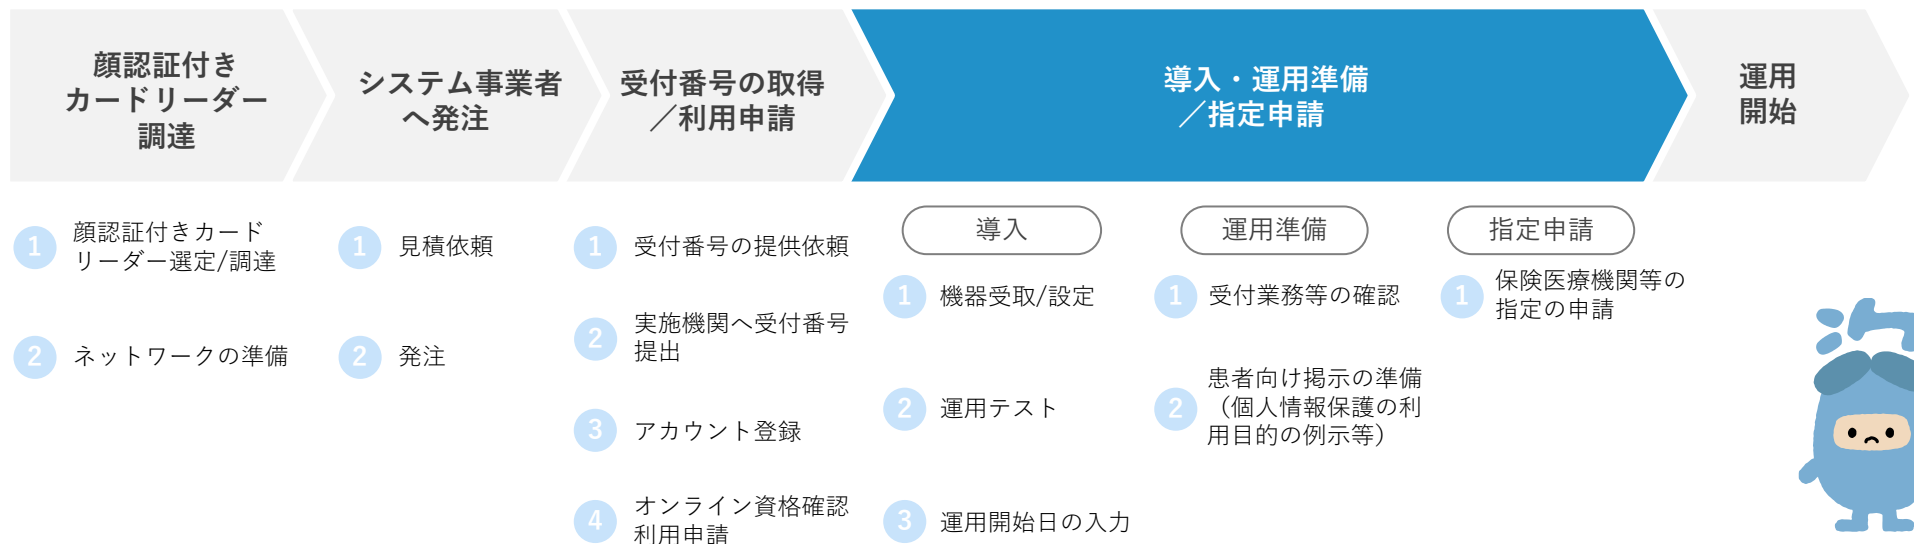 顔認証付き
カードリーダー
調達
システム事業者
へ発注
受付番号の取得
／利用申請
導入・運用準備
／指定申請
運用
開始
1
顔認証付きカード
リーダー選定/調達
2
ネットワークの準備
1
見積依頼
2
発注
1
受付番号の提供依頼
2
実施機関へ受付番号
提出
3
アカウント登録
4
オンライン資格確認
利用申請
導入
1
機器受取/設定
2
運用テスト
3
運用開始日の入力
運用準備
1
受付業務等の確認
2
患者向け掲示の準備
（個人情報保護の利
用目的の例示等）
指定申請
1
保険医療機関等の
指定の申請